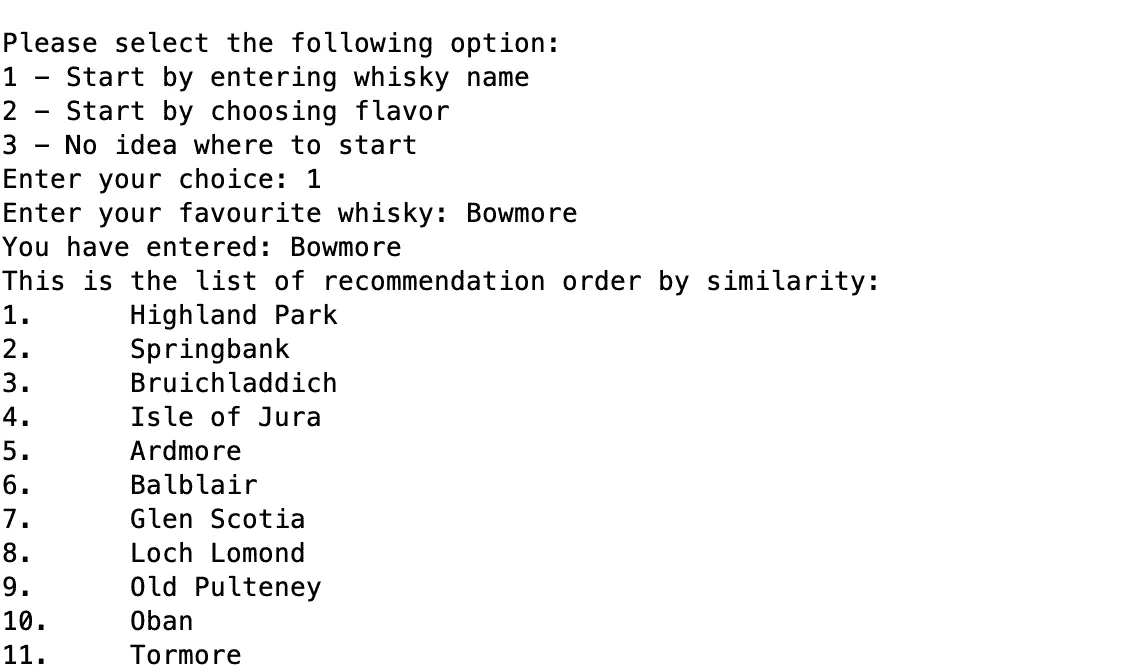 Please select the following option:
1 – Start by entering whisky name
2 – Start by choosing flavor
3 – No idea where to start
Enter your choice: 1
Enter your favourite whisky: Bowmore
You have entered: Bowmore
This is the list of recommendation order by similarity:
1. Highland Park
2. Springbank
3. Bruichladdich
4. Isle of Jura
5. Ardmore
6. Balblair
7. Glen Scotia
8. Loch Lomond
9. Old Pulteney
10. Oban
11. Tormore